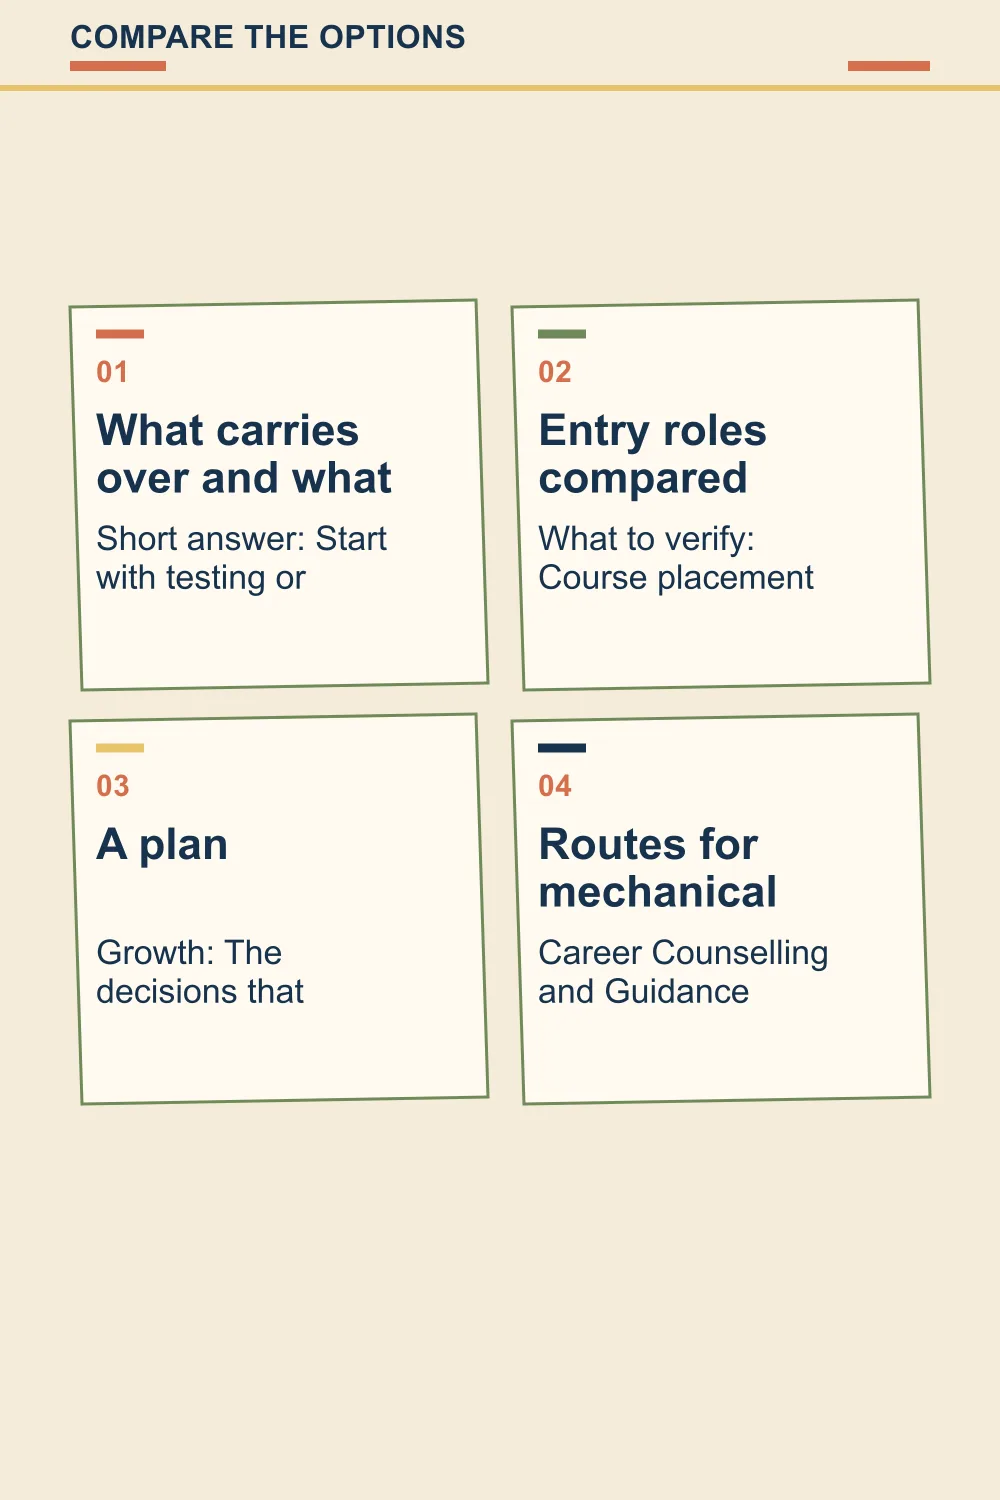 COMPARE THE OPTIONS
01
What carries
over and what
Short answer: Start
with testing or
02
Entry roles
compared
What to verify:
Course placement
03
A plan
Growth: The
decisions that
04
Routes for
mechanical
Career Counselling
and Guidance